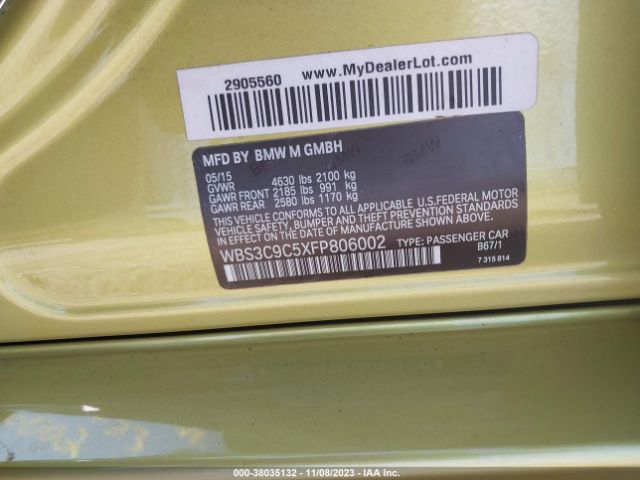 2905560 www.MyDealerLot.com
MFD BY BMW M GMBH
05/15
GVWR 4630 lbs 2100 kg
GAWR FRONT 2185 lbs 991 kg
GAWR REAR 2580 lbs 1170 kg
THIS VEHICLE CONFORMS TO ALL APPLICABLE U.S.FEDERAL MOTOR
VEHICLE SAFETY, BUMPER, AND THEFT PREVENTION STANDARDS
IN EFFECT ON THE DATE OF MANUFACTURE SHOWN ABOVE.
WBS3C9C5XFP806002 TYPE: PASSENGER CAR
B67/1
7 315 814
000-38035132 - 11/08/2023 - IAA Inc.